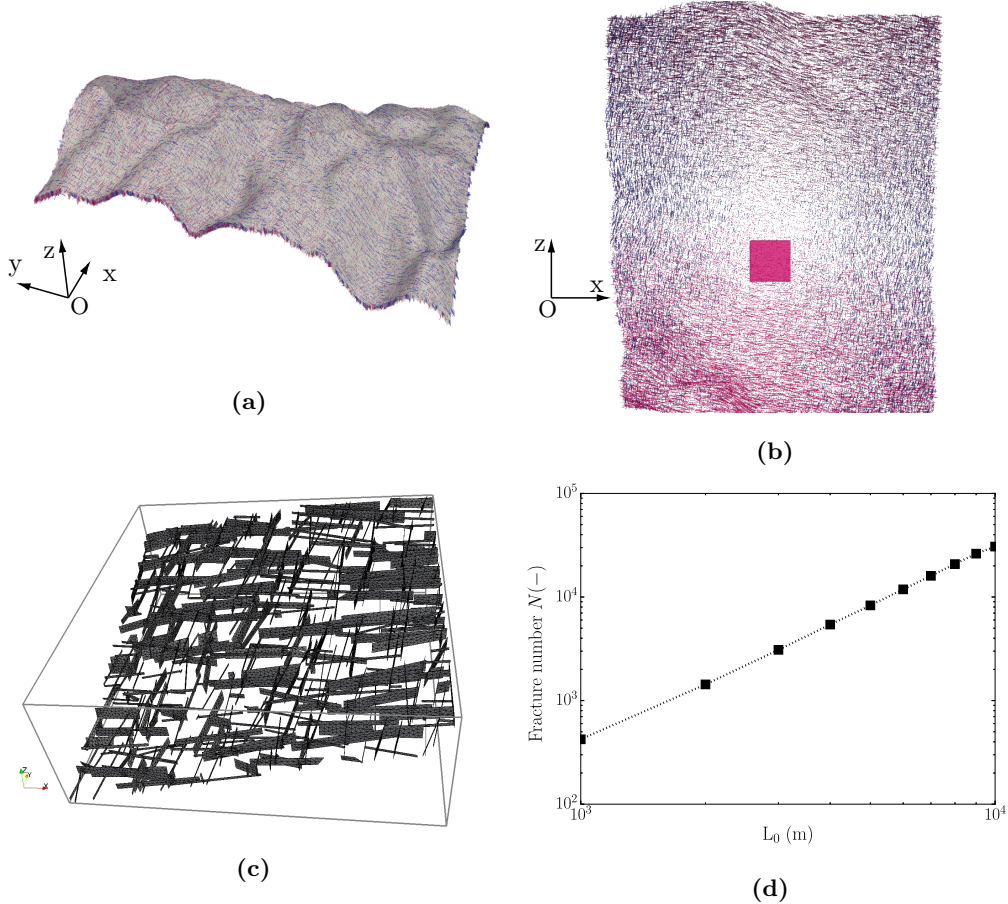 z
y
x
O
(a)
z
x
O
(b)
Z
Y
X
(c)
10^5
10^4
10^3
10^2
10^3
10^4
Fracture number N(−)
L_0 (m)
(d)